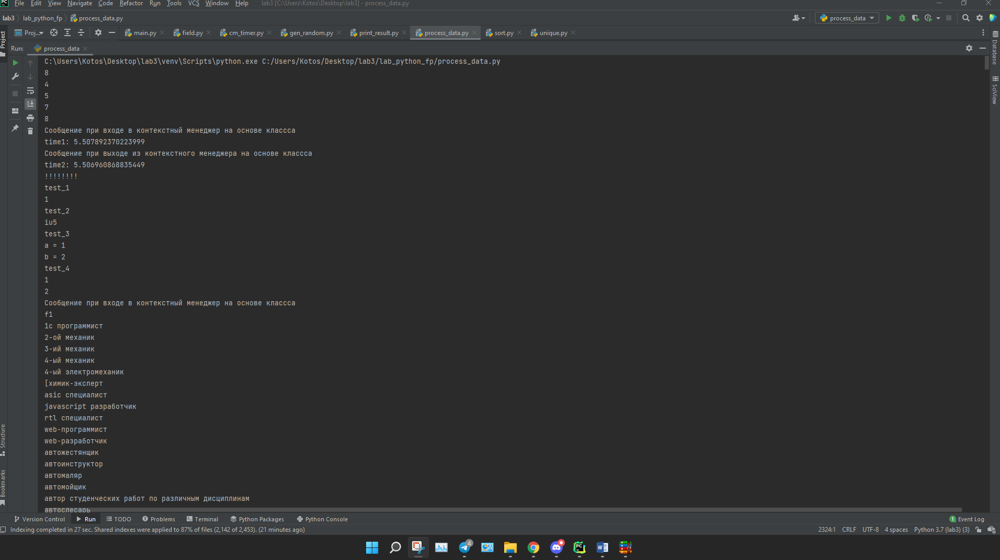 File Edit View Navigate Code Refactor Run Tools VCS Window Help lab3 [C:\Users\Kotos\Desktop\lab3] - process_data.py
lab3 lab_python_fp process_data.py
process_data
Project
Proj...
main.py field.py cm_timer.py gen_random.py print_result.py process_data.py sort.py unique.py
Run: process_data
Database
SciView
C:\Users\Kotos\Desktop\lab3\venv\Scripts\python.exe C:/Users/Kotos/Desktop/lab3/lab_python_fp/process_data.py
8
4
5
7
8
Сообщение при входе в контекстный менеджер на основе классса
time1: 5.507892370223999
Сообщение при выходе из контекстного менеджера на основе классса
time2: 5.506960868835449
!!!!!!!!
test_1
1
test_2
iu5
test_3
a = 1
b = 2
test_4
1
2
Сообщение при входе в контекстный менеджер на основе классса
f1
1с программист
2-ой механик
3-ий механик
4-ый механик
4-ый электромеханик
[химик-эксперт
asic специалист
javascript разработчик
rtl специалист
web-программист
web-разработчик
автожестянщик
автоинструктор
автомаляр
автомойщик
автор студенческих работ по различным дисциплинам
автослесарь
Structure
Bookmarks
Version Control Run TODO Problems Terminal Python Packages Python Console 1 Event Log
Indexing completed in 27 sec. Shared indexes were applied to 87% of files (2,142 of 2,453). (21 minutes ago) 2324:1 CRLF UTF-8 4 spaces Python 3.7 (lab3) (3)
4 PC W